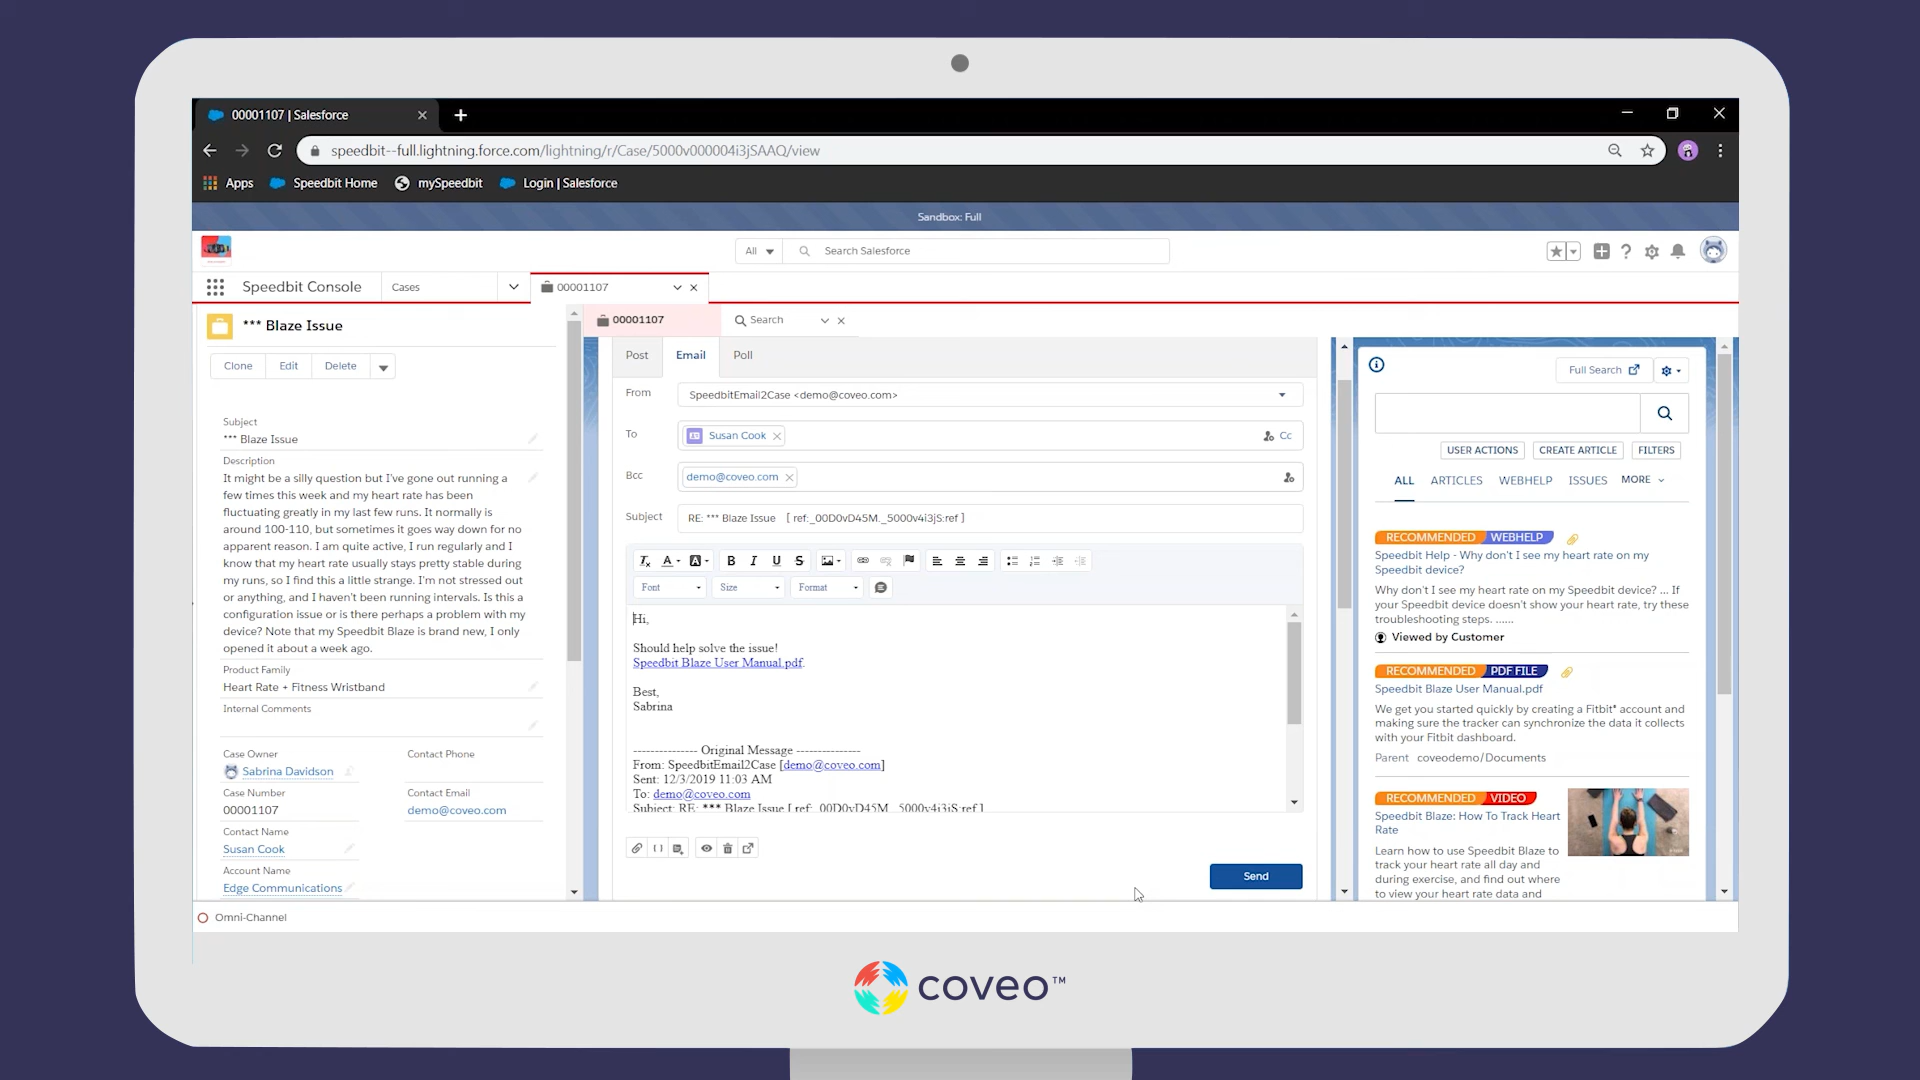 00001107 | Salesforce
speedbit--full.lightning.force.com/lightning/r/Case/5000v000004i3jSAAQ/view
Apps
Speedbit Home
mySpeedbit
Login | Salesforce
Sandbox: Full
All
Search Salesforce
Speedbit Console
Cases
00001107
*** Blaze Issue
Clone
Edit
Delete
Subject
*** Blaze Issue
Description
It might be a silly question but I've gone out running a
few times this week and my heart rate has been
fluctuating greatly in my last few runs. It normally is
around 100-110, but sometimes it goes way down for no
apparent reason. I am quite active, I run regularly and I
know that my heart rate usually stays pretty stable during
my runs, so I find this a little strange. I'm not stressed out
or anything, and I haven't been running intervals. Is this a
configuration issue or is there perhaps a problem with my
device? Note that my Speedbit Blaze is brand new, I only
opened it about a week ago.
Product Family
Heart Rate + Fitness Wristband
Internal Comments
Case Owner
Sabrina Davidson
Contact Phone
Case Number
00001107
Contact Email
demo@coveo.com
Contact Name
Susan Cook
Account Name
Edge Communications
Omni-Channel
00001107
Search
Post
Email
Poll
From
SpeedbitEmail2Case <demo@coveo.com>
To
Susan Cook
Cc
Bcc
demo@coveo.com
Subject
RE: *** Blaze Issue [ ref:_00D0vD45M._5000v4i3jS:ref ]
Font
Size
Format
Hi,
Should help solve the issue!
Speedbit Blaze User Manual.pdf.
Best,
Sabrina
--------------- Original Message ---------------
From: SpeedbitEmail2Case [demo@coveo.com]
Sent: 12/3/2019 11:03 AM
To: demo@coveo.com
Subject: RE: *** Blaze Issue [ ref:_00D0vD45M._5000v4i3jS:ref ]
Send
Full Search
USER ACTIONS
CREATE ARTICLE
FILTERS
ALL
ARTICLES
WEBHELP
ISSUES
MORE
RECOMMENDED WEBHELP
Speedbit Help - Why don't I see my heart rate on my
Speedbit device?
Why don't I see my heart rate on my Speedbit device? ... If
your Speedbit device doesn't show your heart rate, try these
troubleshooting steps. ......
Viewed by Customer
RECOMMENDED PDF FILE
Speedbit Blaze User Manual.pdf
We get you started quickly by creating a Fitbit® account and
making sure the tracker can synchronize the data it collects
with your Fitbit dashboard.
Parent coveodemo/Documents
RECOMMENDED VIDEO
Speedbit Blaze: How To Track Heart
Rate
Learn how to use Speedbit Blaze to
track your heart rate all day and
during exercise, and find out where
to view your heart rate data and
coveo™